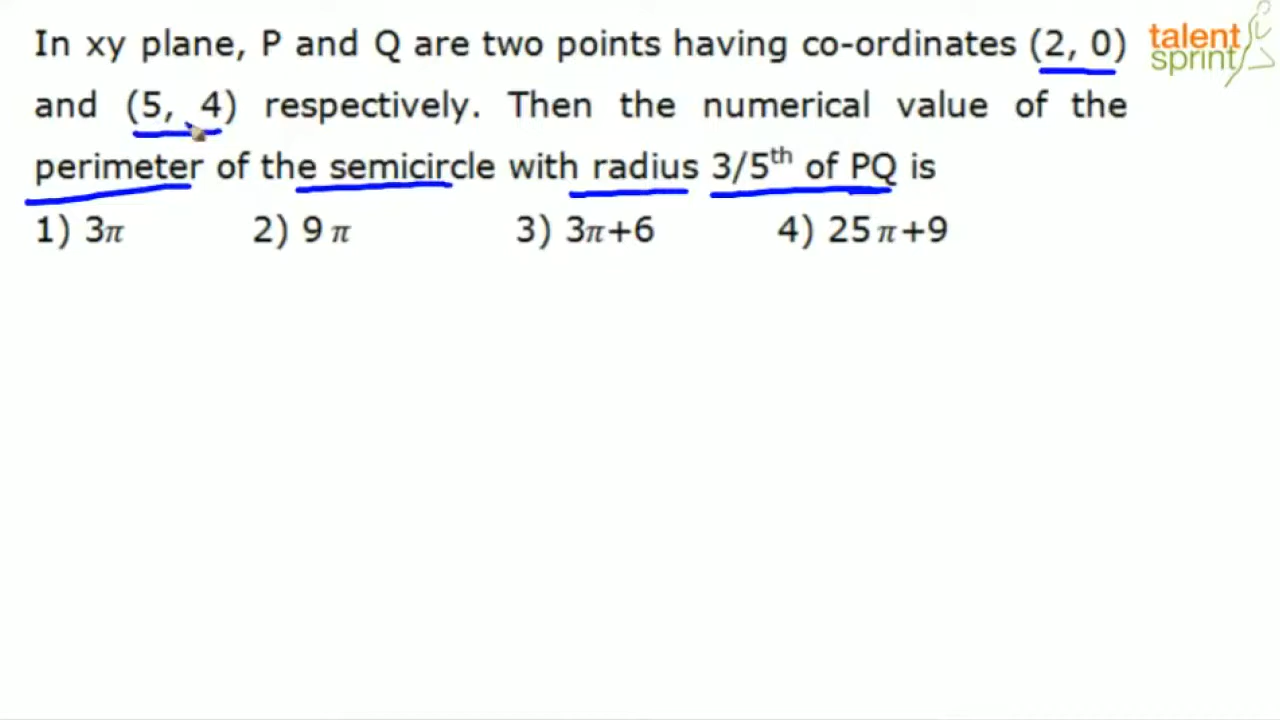 In xy plane, P and Q are two points having co-ordinates (2, 0)
and (5, 4) respectively. Then the numerical value of the
perimeter of the semicircle with radius 3/5th of PQ is
1) 3π 2) 9π 3) 3π+6 4) 25π+9
talent
sprint